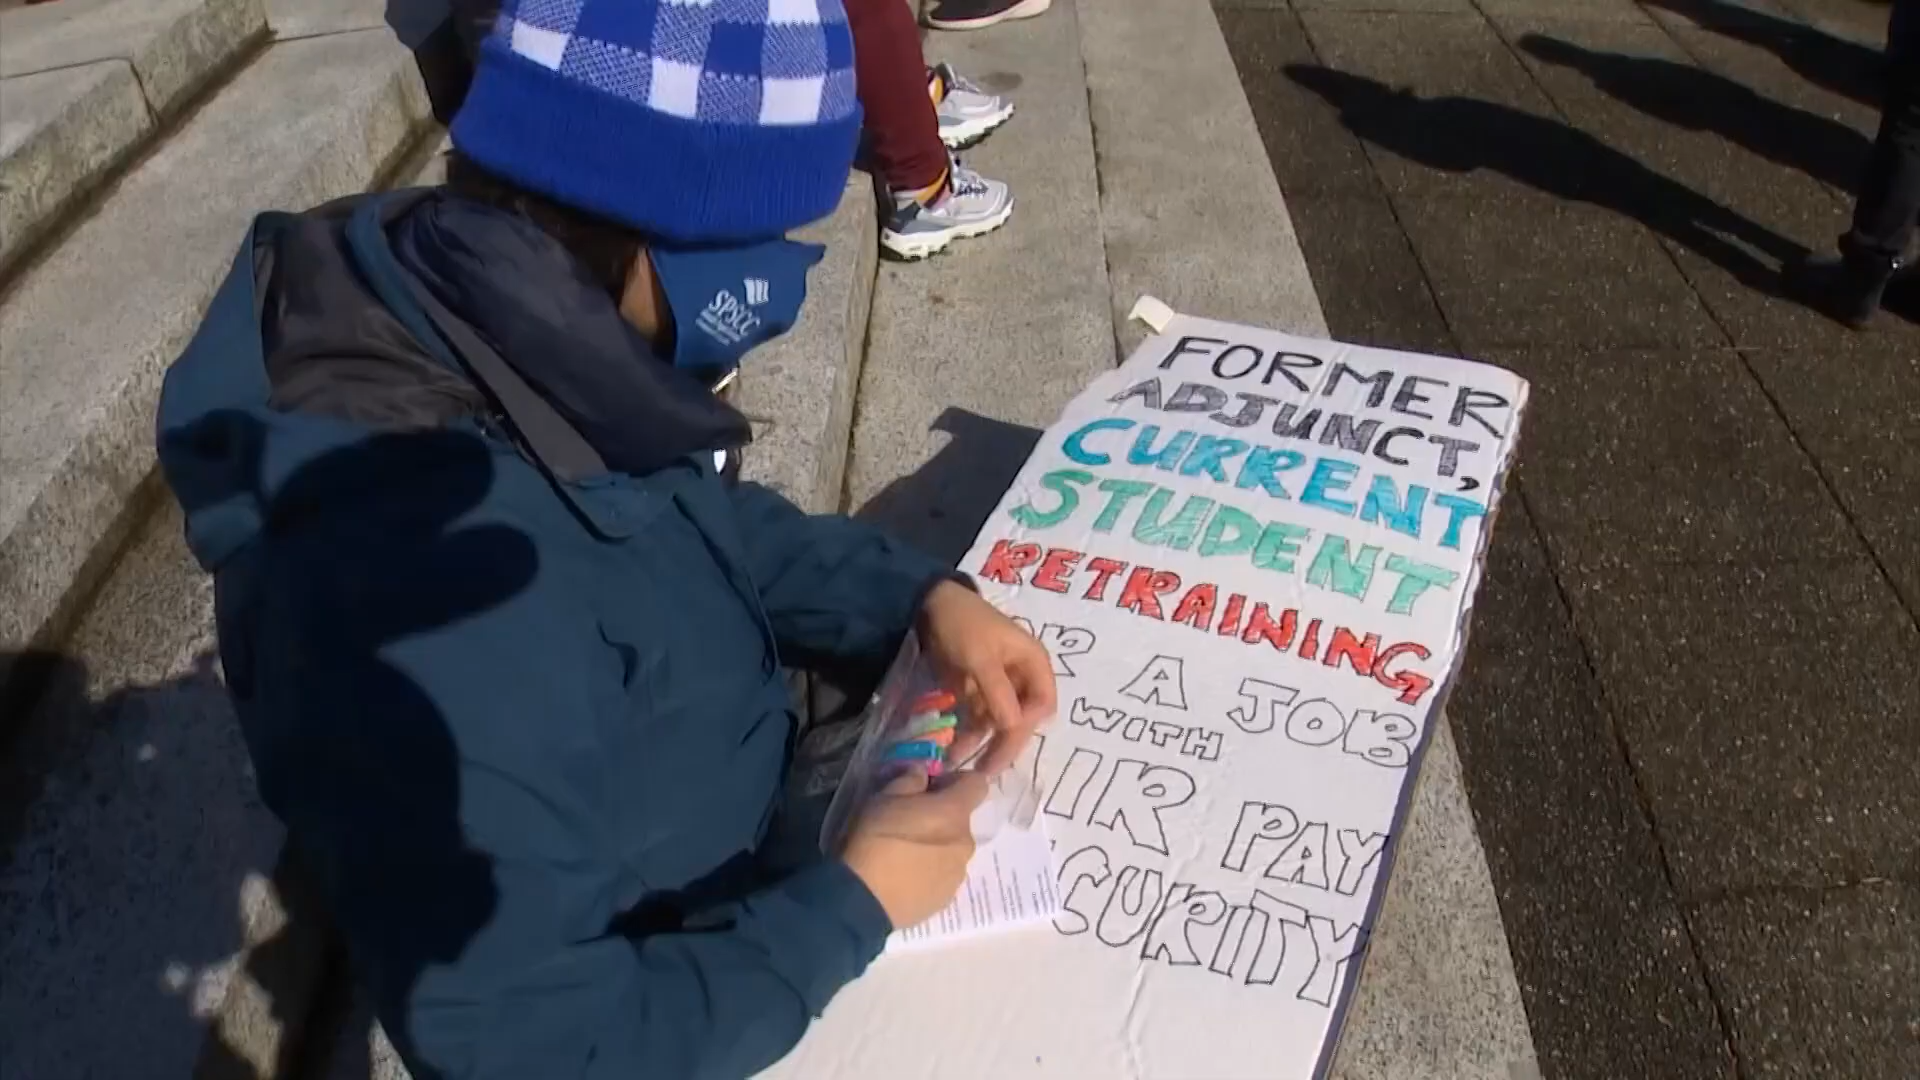 SPSCC
FORMER
ADJUNCT,
CURRENT
STUDENT
RETRAINING
A JOB
WITH
PAY